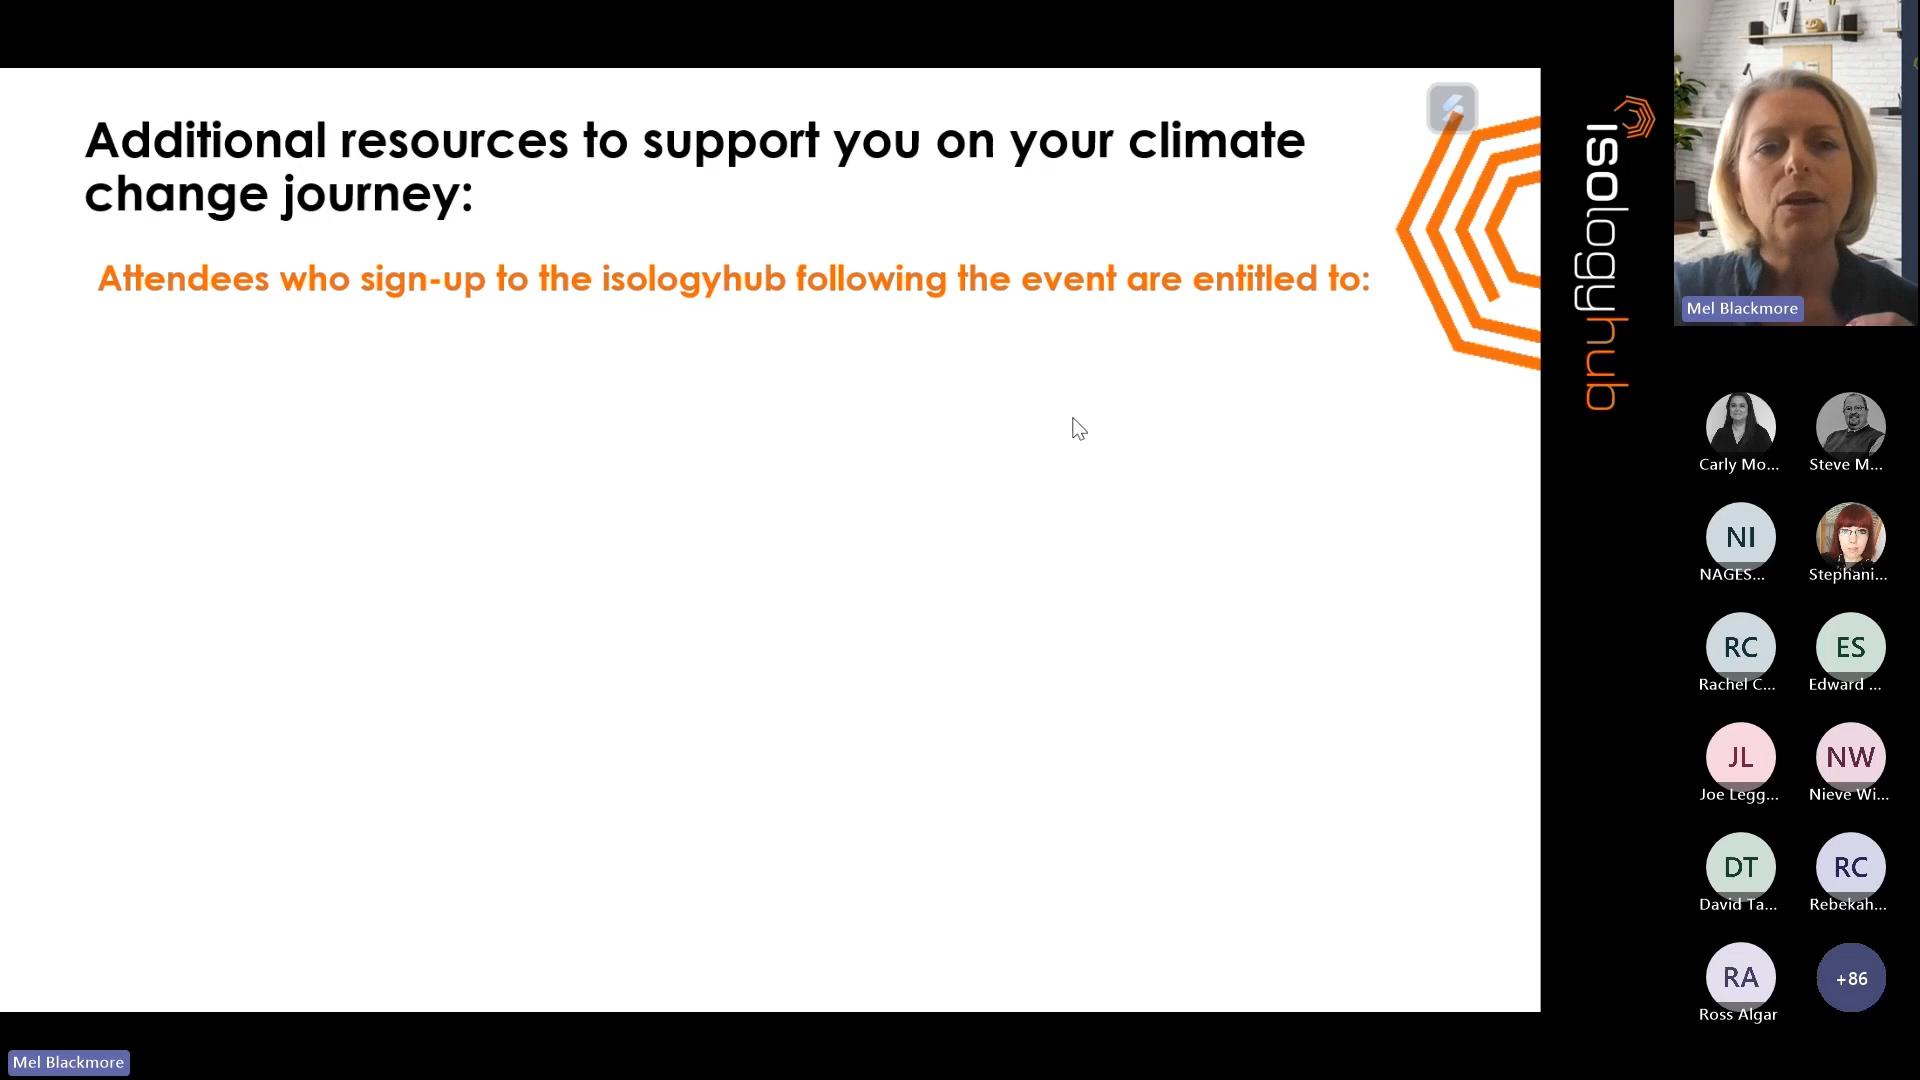 Additional resources to support you on your climate
change journey:
Attendees who sign-up to the isologyhub following the event are entitled to:
isologyhub
Mel Blackmore
Carly Mo...
Steve M...
NI
NAGES...
Stephani...
RC
Rachel C...
ES
Edward ...
JL
Joe Legg...
NW
Nieve Wi...
DT
David Ta...
RC
Rebekah...
RA
Ross Algar
+86
Mel Blackmore